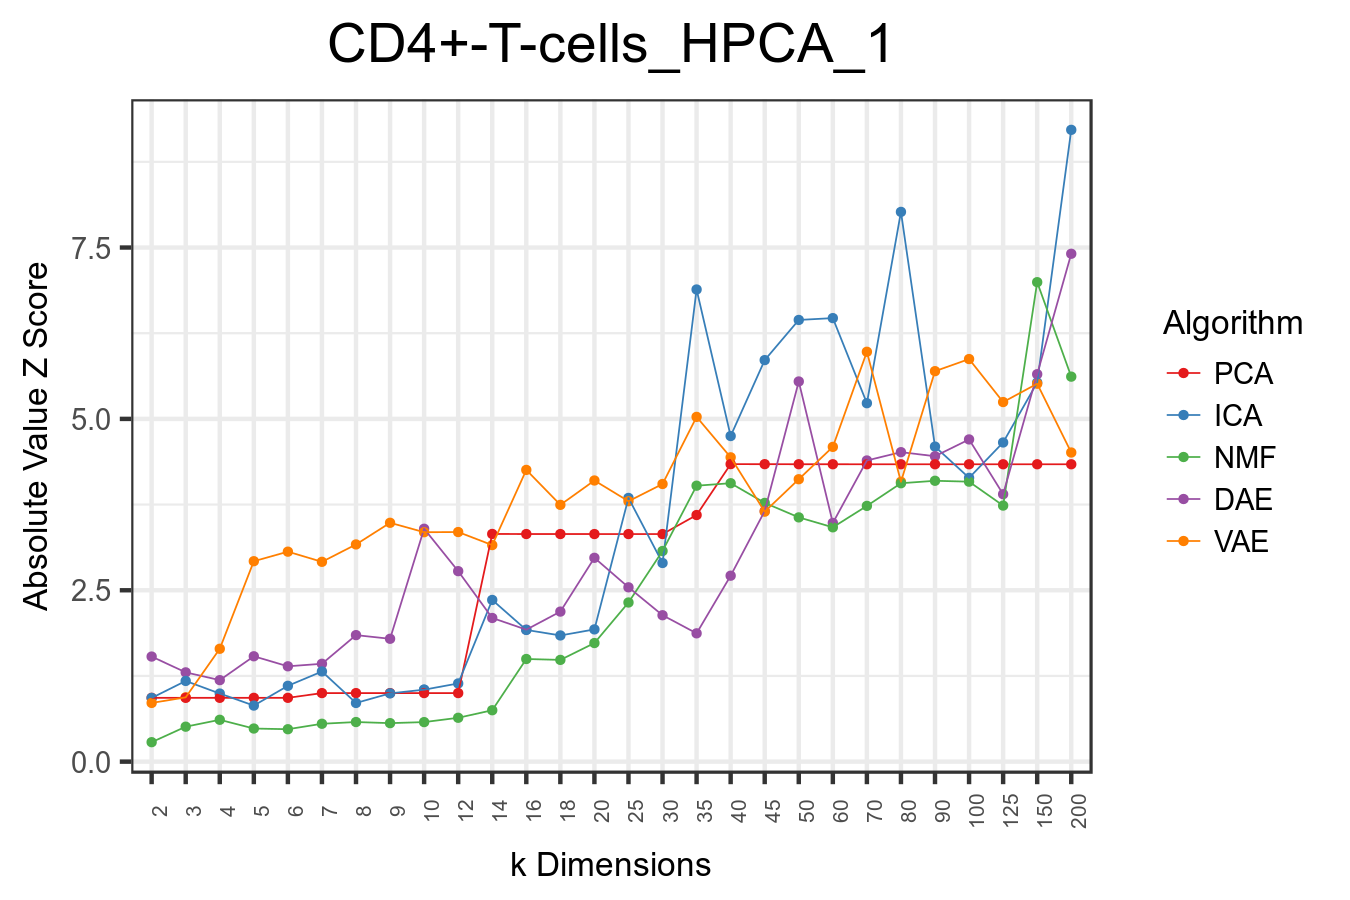 CD4+-T-cells_HPCA_1
Absolute Value Z Score
7.5
5.0
2.5
0.0
2 3 4 5 6 7 8 9 10 12 14 16 18 20 25 30 35 40 45 50 60 70 80 90 100 125 150 200
k Dimensions
Algorithm
PCA
ICA
NMF
DAE
VAE